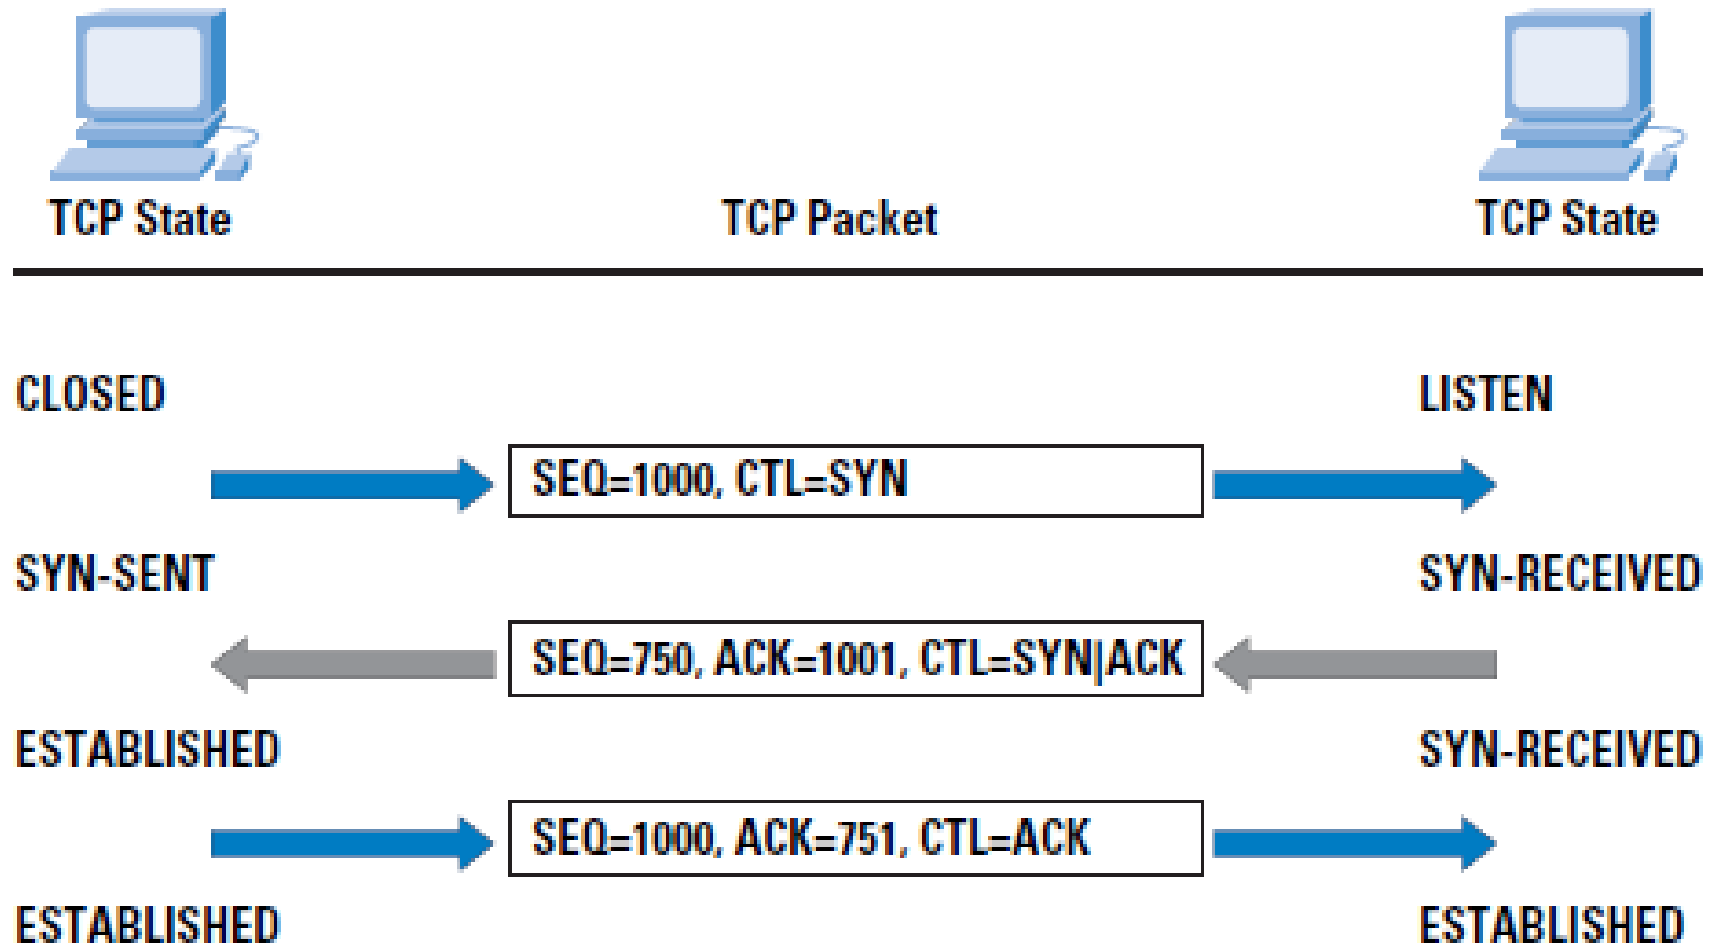 TCP State
TCP Packet
TCP State
CLOSED
LISTEN
SEQ=1000, CTL=SYN
SYN-SENT
SYN-RECEIVED
SEQ=750, ACK=1001, CTL=SYN|ACK
ESTABLISHED
SYN-RECEIVED
SEQ=1000, ACK=751, CTL=ACK
ESTABLISHED
ESTABLISHED